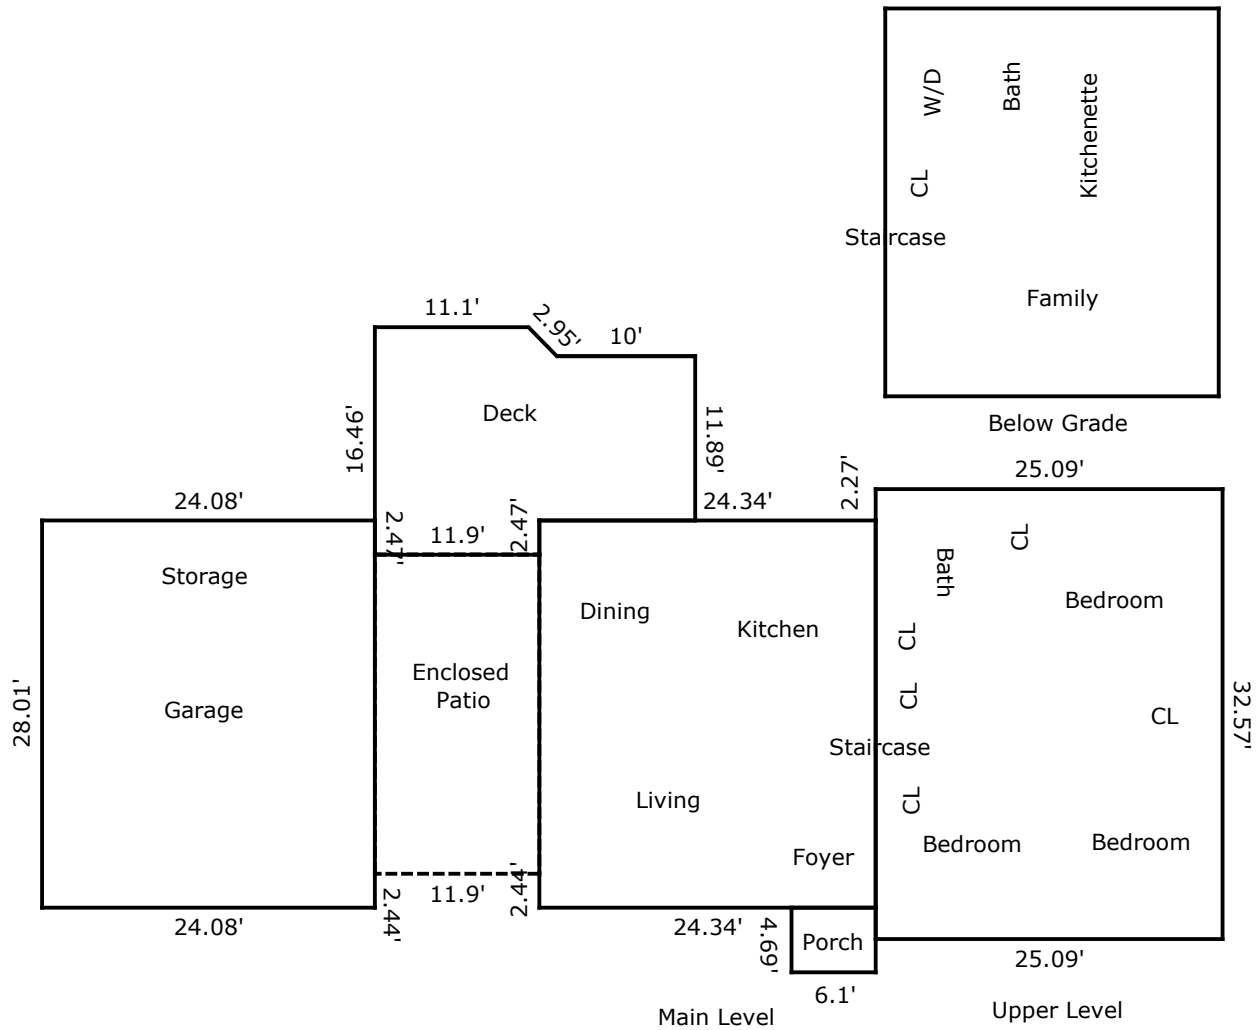 W/D
Bath
Kitchenette
CL
Staircase
Family
Below Grade
11.1'
2.95'
10'
16.46'
Deck
11.89'
24.08'
2.47'
11.9'
2.47'
24.34'
2.27'
25.09'
Storage
Garage
28.01'
Enclosed
Patio
Dining
Kitchen
Living
Foyer
Staircase
Bath
CL
Bedroom
CL
CL
CL
CL
Bedroom
Bedroom
32.57'
24.08'
2.44'
11.9'
2.44'
24.34'
4.69'
Porch
6.1'
25.09'
Main Level
Upper Level